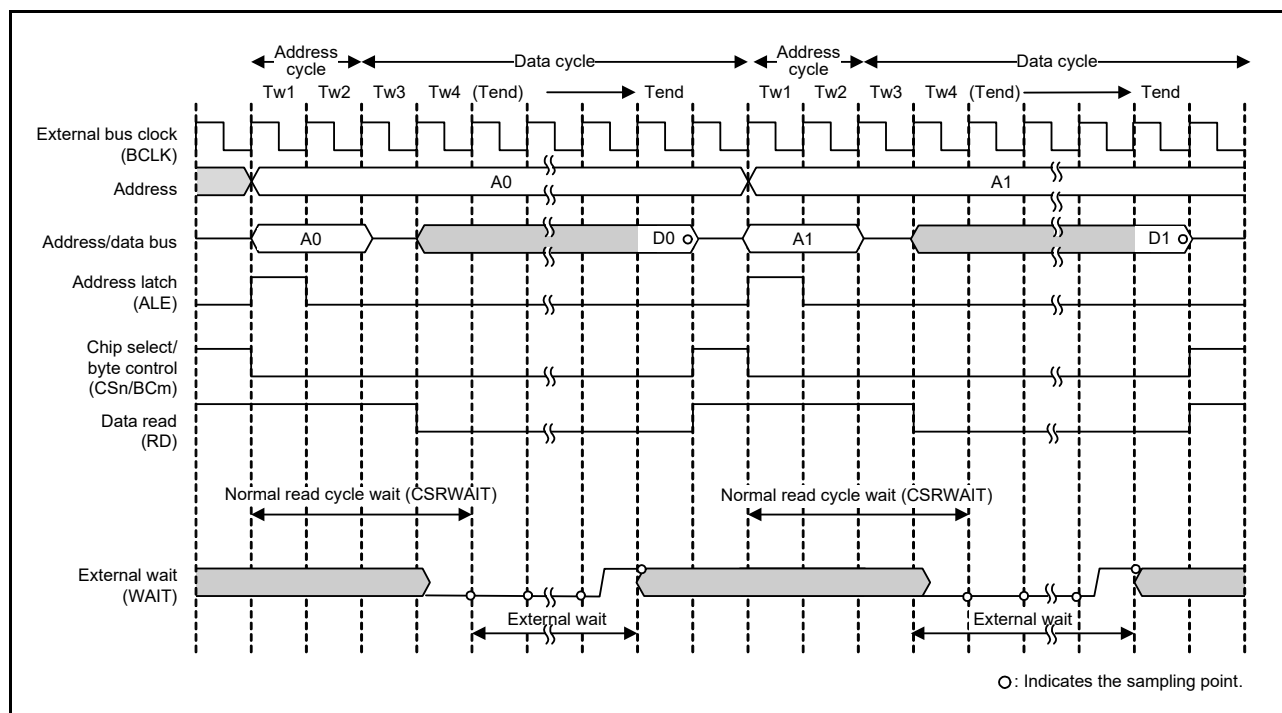 Address
cycle
Data cycle
Address
cycle
Data cycle
Tw1 Tw2 Tw3 Tw4 (Tend) Tend Tw1 Tw2 Tw3 Tw4 (Tend) Tend
External bus clock
(BCLK)
Address
A0 A1
Address/data bus
A0 D0 A1 D1
Address latch
(ALE)
Chip select/
byte control
(CSn/BCm)
Data read
(RD)
Normal read cycle wait (CSRWAIT) Normal read cycle wait (CSRWAIT)
External wait
(WAIT)
External wait External wait
: Indicates the sampling point.